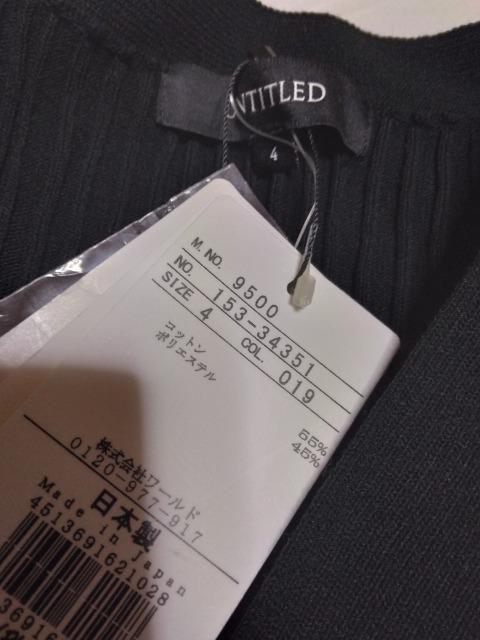 UNTITLED
4
M. NO. 9500
NO. 153-34351
SIZE 4 COL. 019
コットン 55%
ポリエステル 45%
株式会社ワールド
0120-977-917
日本製
Made in Japan
4513691621028